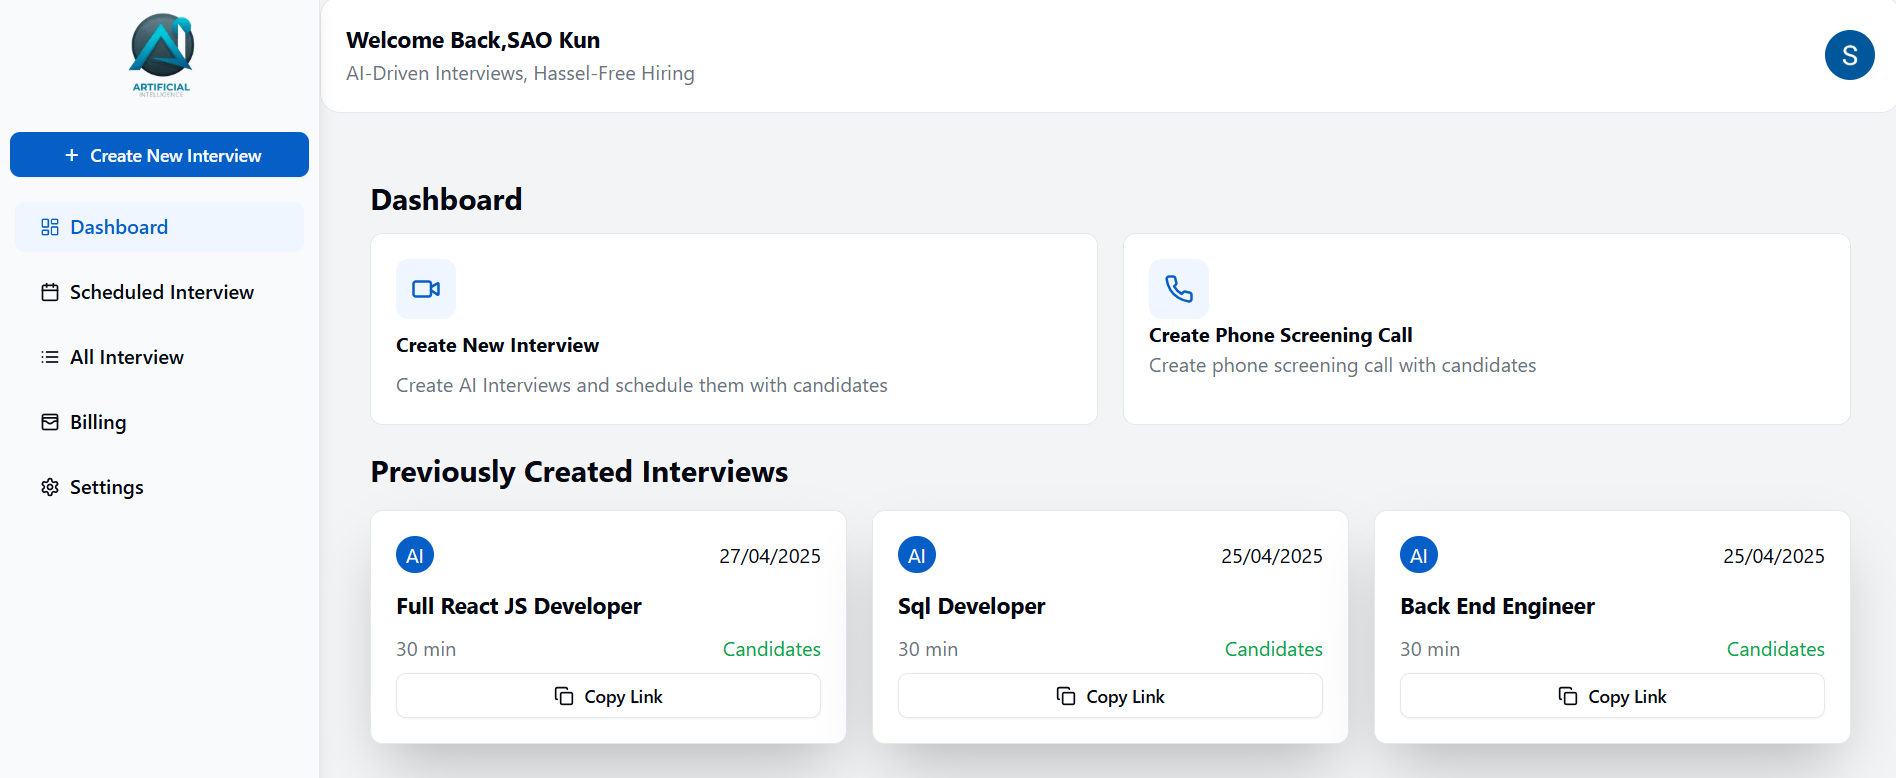 ARTIFICIAL
INTELLIGENCE
+ Create New Interview
Dashboard
Scheduled Interview
All Interview
Billing
Settings
Welcome Back,SAO Kun
AI-Driven Interviews, Hassel-Free Hiring
S
Dashboard
Create New Interview
Create AI Interviews and schedule them with candidates
Create Phone Screening Call
Create phone screening call with candidates
Previously Created Interviews
AI 27/04/2025
Full React JS Developer
30 min Candidates
Copy Link
AI 25/04/2025
Sql Developer
30 min Candidates
Copy Link
AI 25/04/2025
Back End Engineer
30 min Candidates
Copy Link